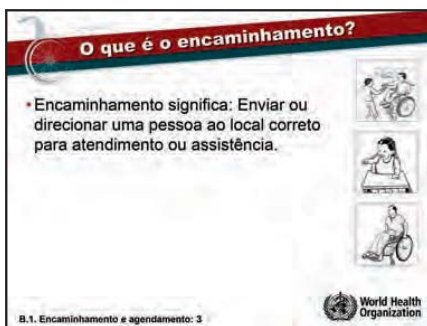 O que é o encaminhamento?
•Encaminhamento significa: Enviar ou
direcionar uma pessoa ao local correto
para atendimento ou assistência.
World Health
Organization
B.1. Encaminhamento e agendamento: 3